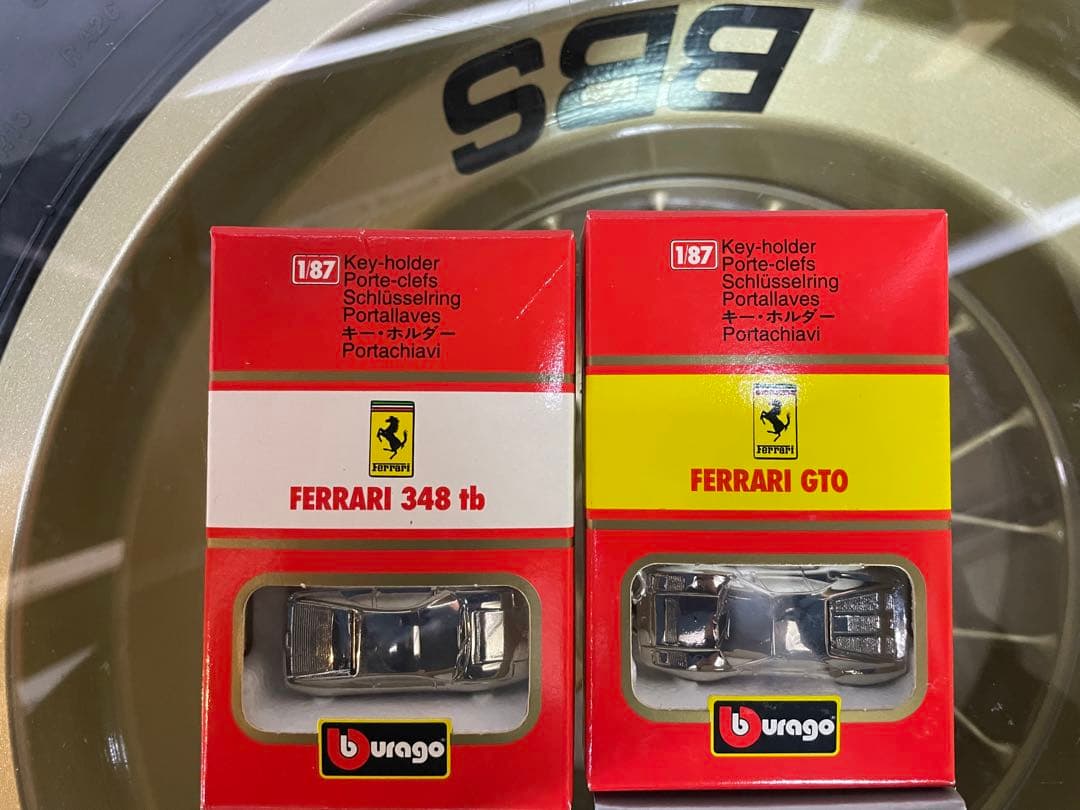 BBS
1/87
Key-holder
Porte-clefs
Schlüsselring
Portallaves
キー・ホルダー
Portachiavi
Ferrari
FERRARI 348 tb
burago
1/87
Key-holder
Porte-clefs
Schlüsselring
Portallaves
キー・ホルダー
Portachiavi
Ferrari
FERRARI GTO
burago